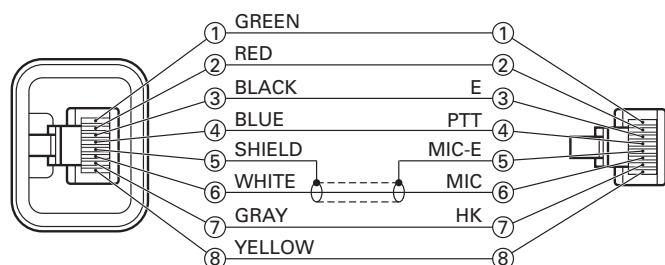 ① GREEN ①
② RED ②
③ BLACK E ③
④ BLUE PTT ④
⑤ SHIELD MIC-E ⑤
⑥ WHITE MIC ⑥
⑦ GRAY HK ⑦
⑧ YELLOW ⑧